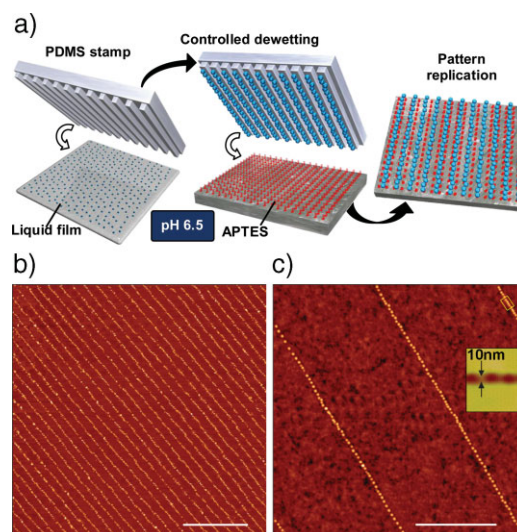 a)
PDMS stamp
Controlled dewetting
Pattern
replication
Liquid film
pH 6.5
APTES
b)
c)
10nm